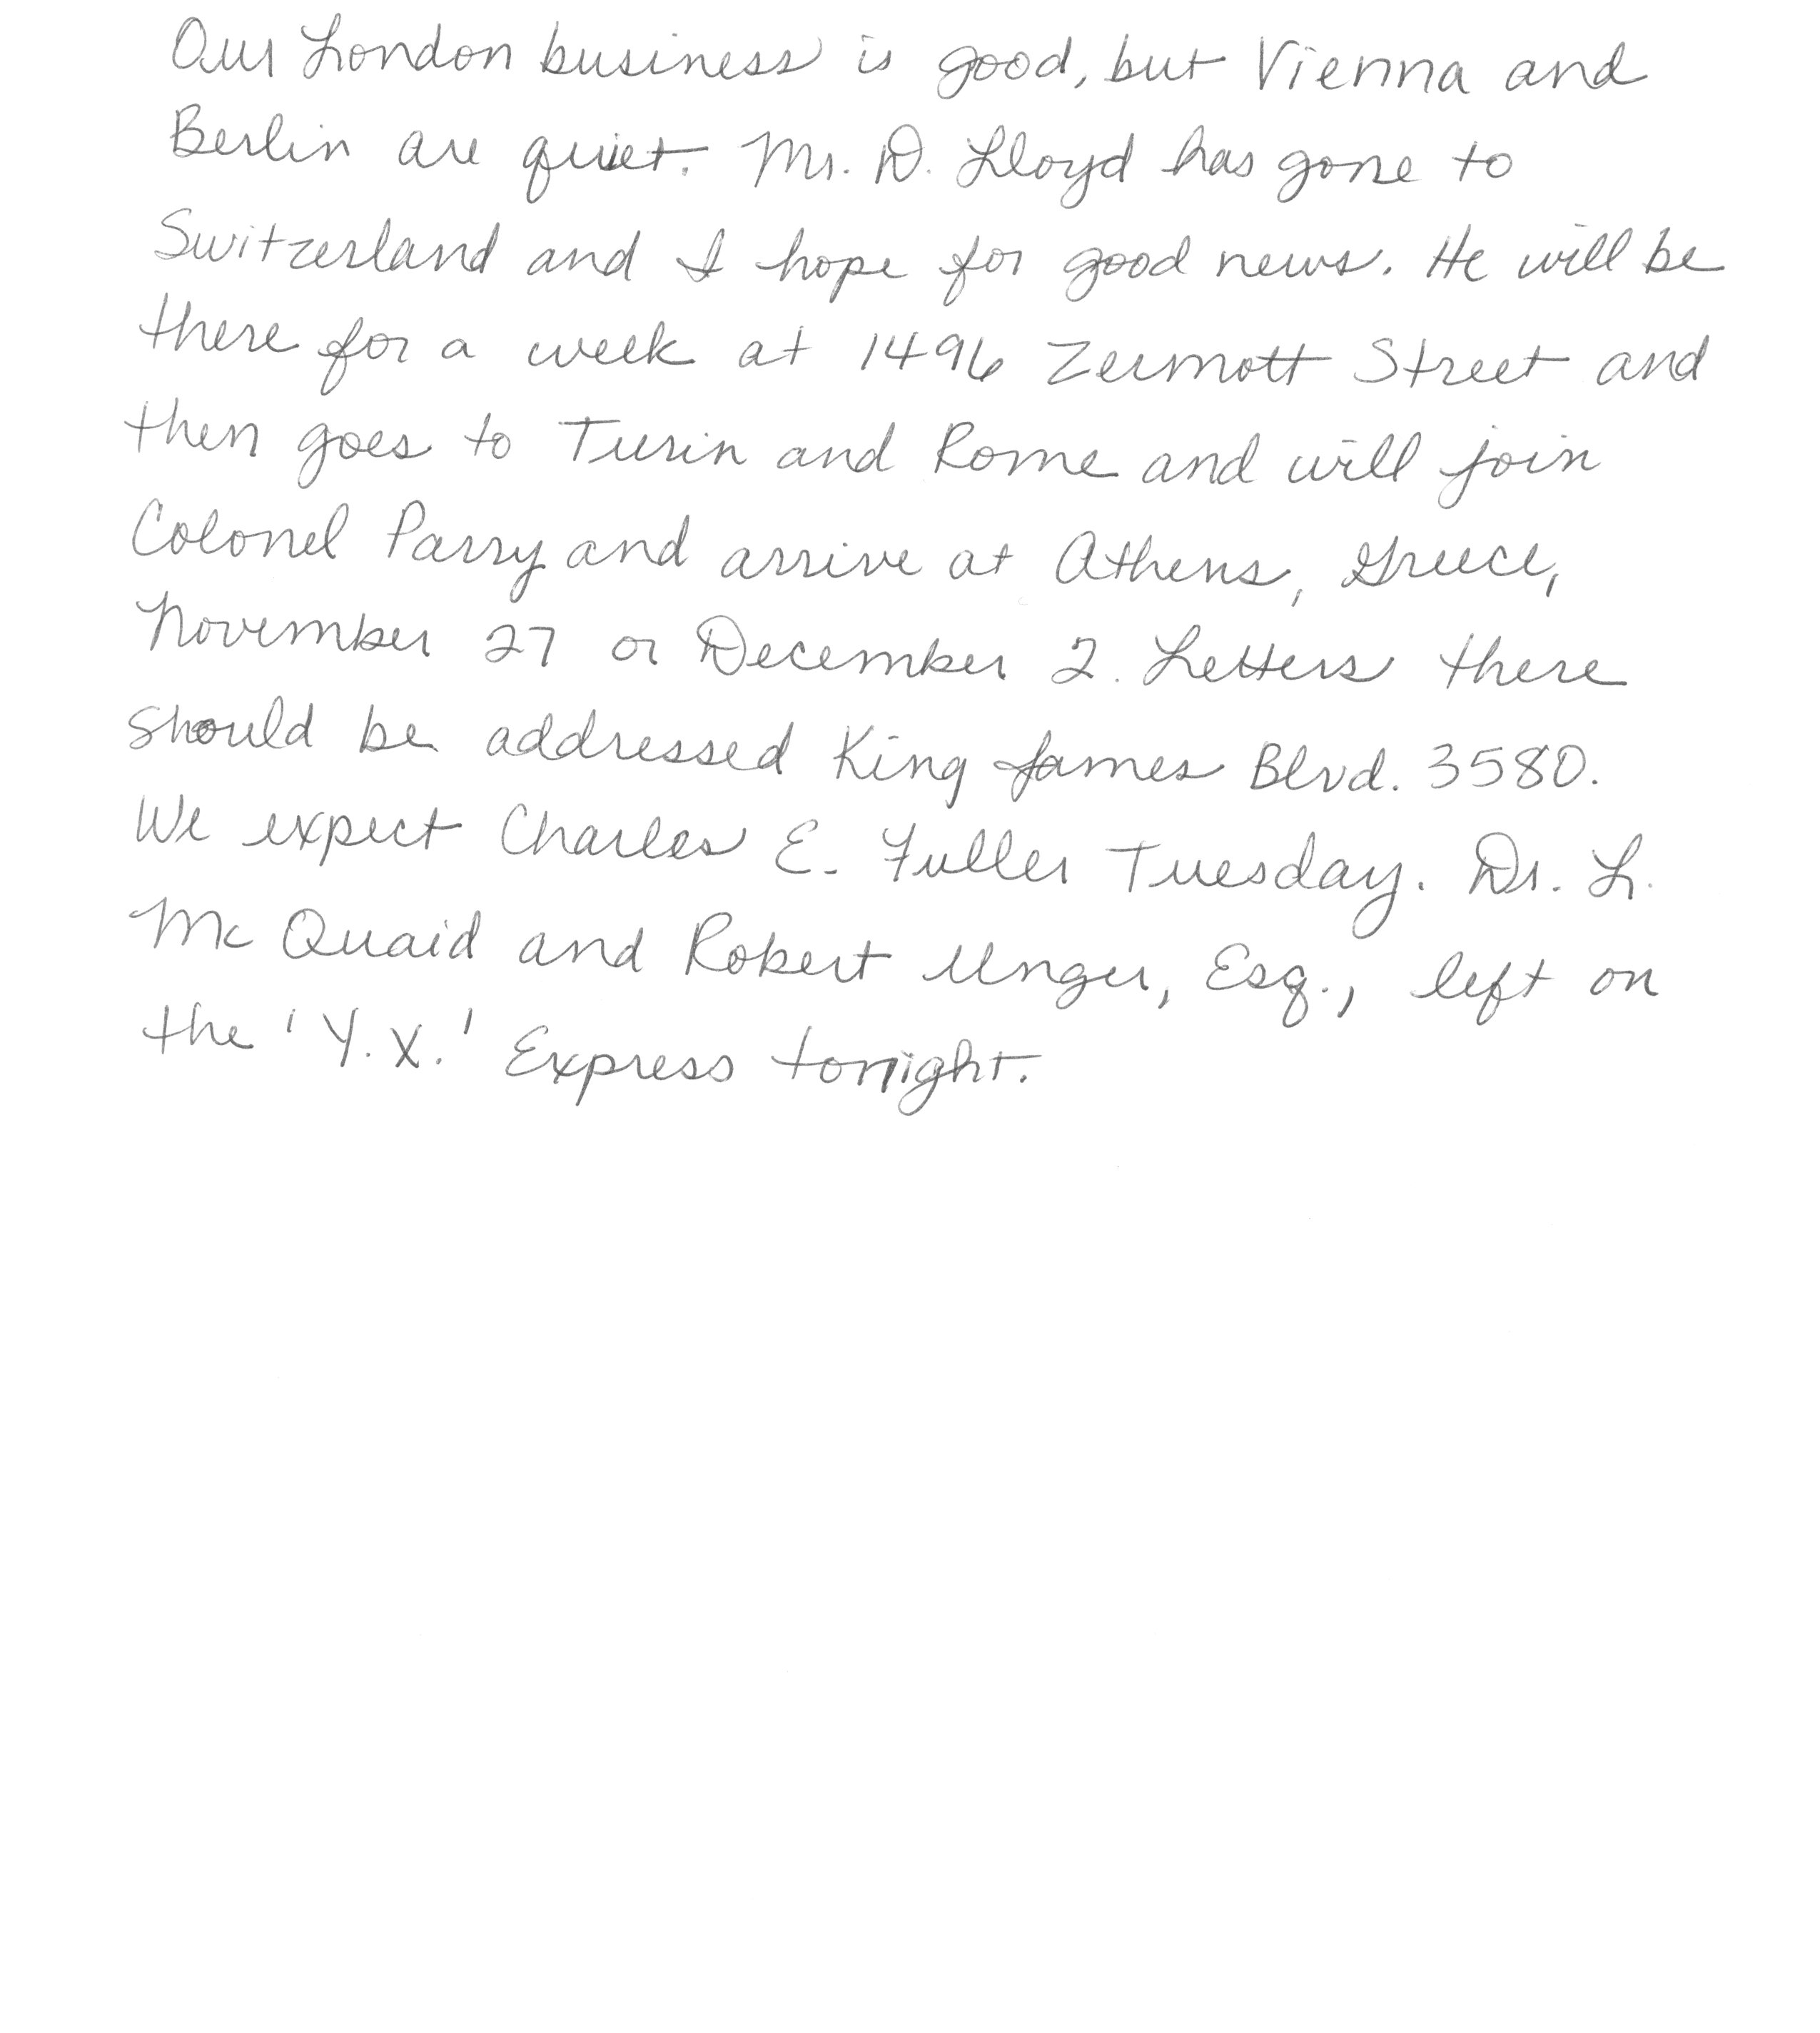 Our London business is good, but Vienna and
Berlin are quiet. Mr. D. Lloyd has gone to
Switzerland and I hope for good news. He will be
there for a week at 1496 Zermott Street and
then goes to Turin and Rome and will join
Colonel Parry and arrive at Athens, Greece,
November 27 or December 2. Letters there
should be addressed King James Blvd. 3580.
We expect Charles E. Fuller Tuesday. Dr. L.
Mc Quaid and Robert Unger, Esq., left on
the 'Y.X.' Express tonight.